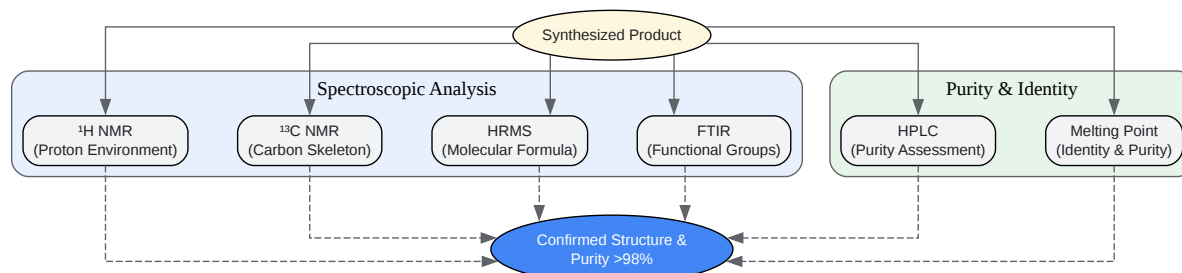 Synthesized Product
Spectroscopic Analysis
Purity & Identity
¹H NMR
(Proton Environment)
¹³C NMR
(Carbon Skeleton)
HRMS
(Molecular Formula)
FTIR
(Functional Groups)
HPLC
(Purity Assessment)
Melting Point
(Identity & Purity)
Confirmed Structure &
Purity >98%